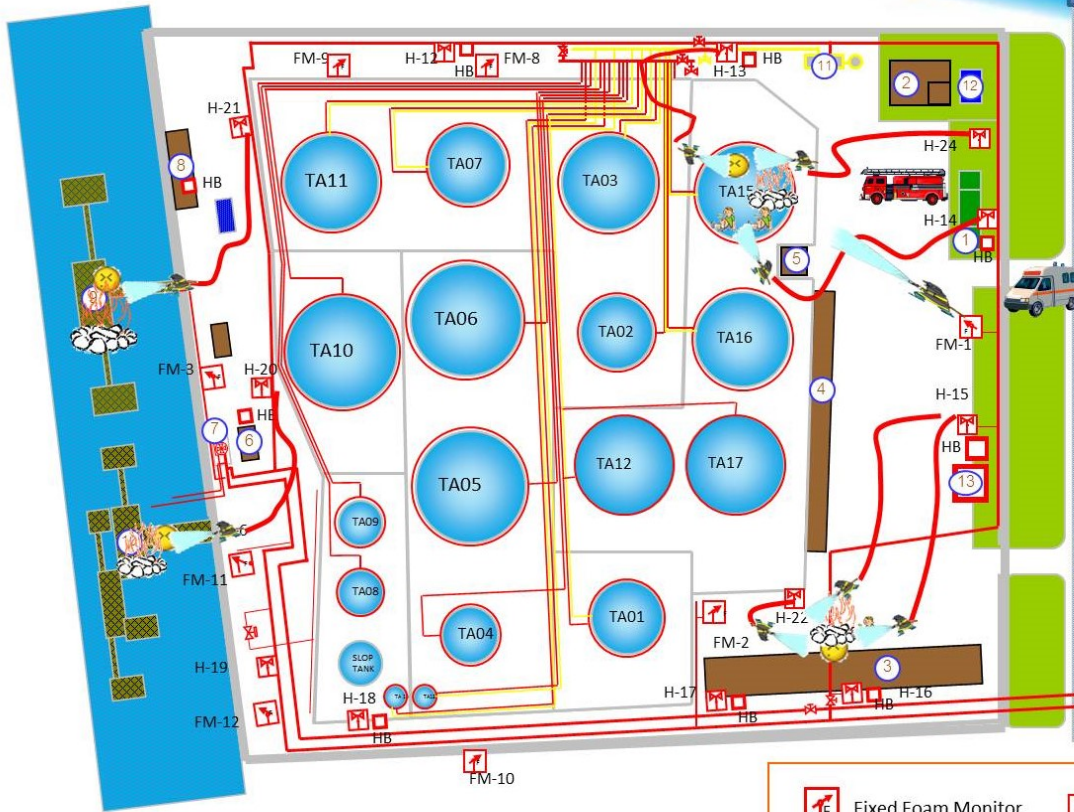 H-12
FM-9
HB
FM-8
H-13
HB
11
2
12
H-21
8
HB
TA11
TA07
TA03
TA15
H-24
H-14
1
HB
5
9
TA10
TA06
TA02
TA16
FM-1
FM-3
H-20
HB
7
6
4
H-15
HB
13
TA05
TA12
TA17
TA09
FM-11
TA08
TA04
TA01
H-22
FM-2
SLOP
TANK
H-19
3
H-18
HB
H-17
HB
H-16
HB
FM-12
FM-10
Fixed Foam Monitor